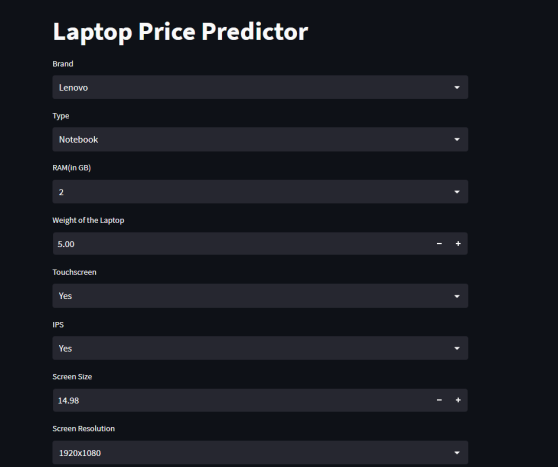 Laptop Price Predictor
Brand
Lenovo
Type
Notebook
RAM(in GB)
2
Weight of the Laptop
5.00
Touchscreen
Yes
IPS
Yes
Screen Size
14.98
Screen Resolution
1920x1080